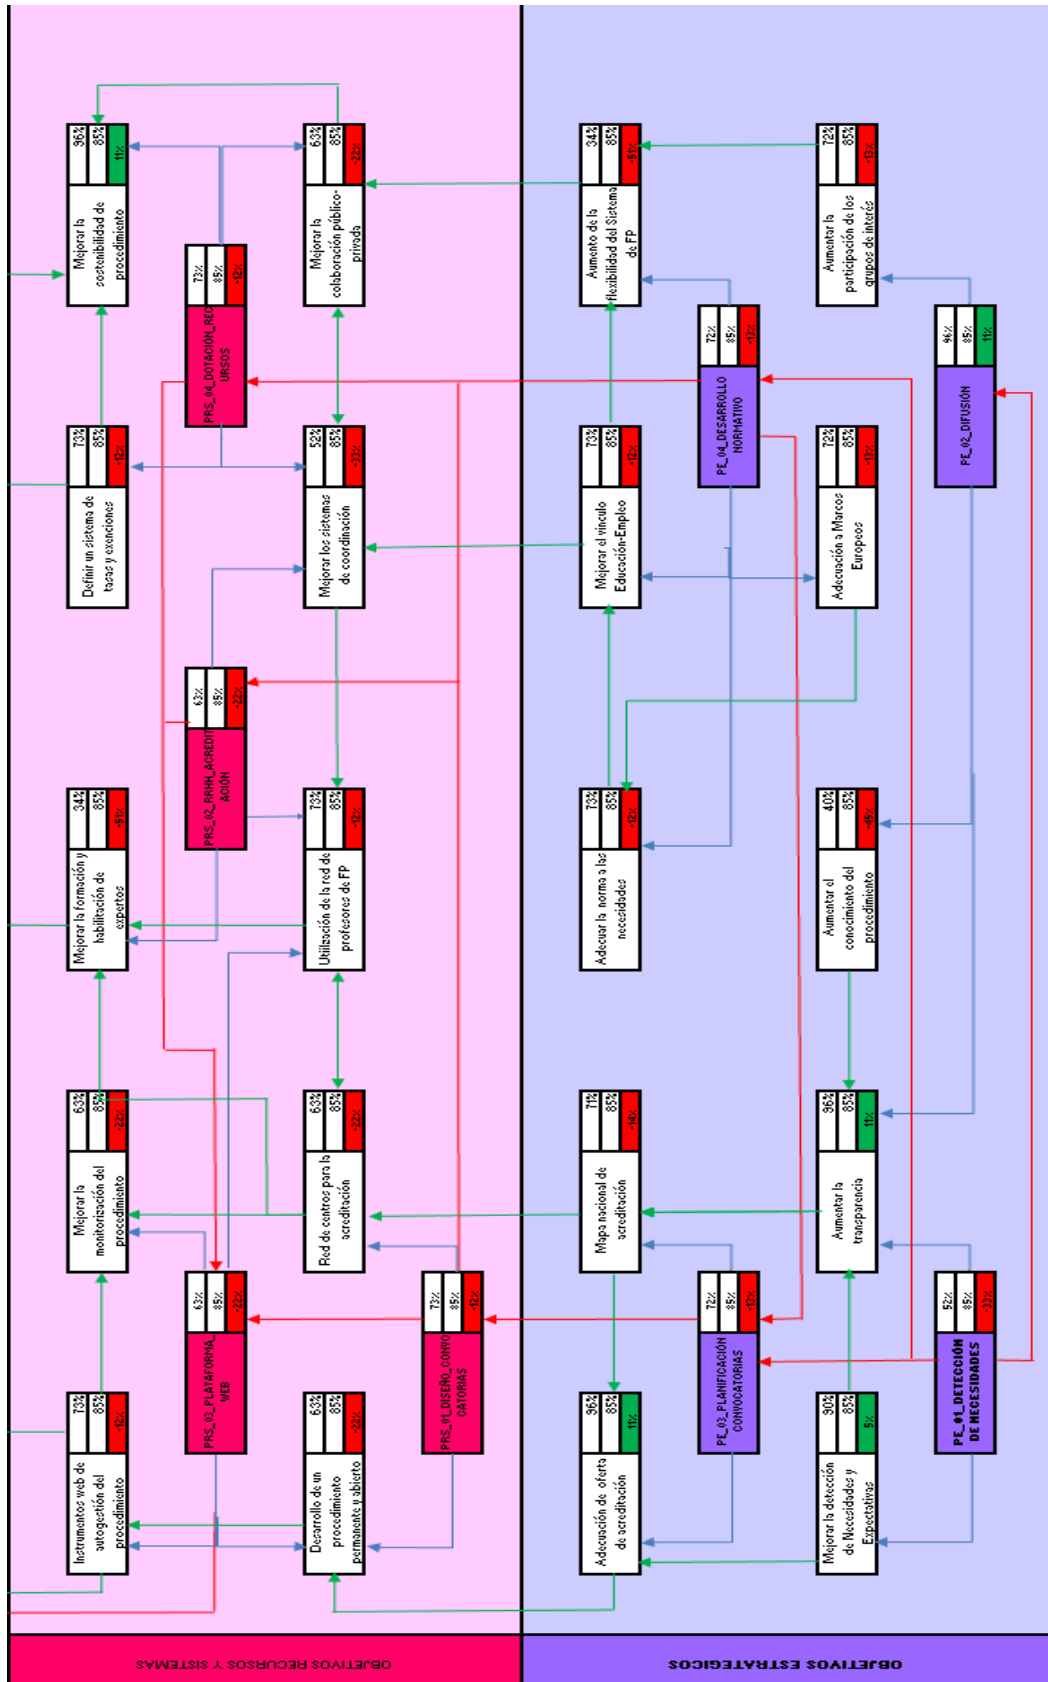 OBJETIVOS RECURSOS Y SISTEMAS
Instrumentos web de
autogestión del
procedimiento
73%
85%
-12%
Mejorar la
monitorización del
procedimiento
63%
85%
-22%
Mejorar la formación y
habilitación de
expertos
34%
85%
-51%
Definir un sistema de
tasas y exenciones
73%
85%
-12%
Mejorar la
sostenibilidad de
procedimiento
96%
85%
11%
PRS_03_PLATAFORMA_
WEB
63%
85%
-22%
PRS_02_RRHH_ACREDIT
ACIÓN
63%
85%
-22%
PRS_04_DOTACIÓN_REC
URSOS
73%
85%
-12%
Desarrollo de un
procedimiento
permanente y abierto
63%
85%
-22%
Red de centros para la
acreditación
63%
85%
-22%
Utilización de la red de
profesores de FP
73%
85%
-12%
Mejorar los sistemas
de coordinación
52%
85%
-33%
Mejorar la
colaboración público-
privada
63%
85%
-22%
PRS_01_DISEÑO_CONVO
CATORIAS
73%
85%
-12%
OBJETIVOS ESTRATEGICOS
Adecuación de oferta
de acreditación
96%
85%
11%
Mapa nacional de
acreditación
71%
85%
-14%
Adecuar la norma a las
necesidades
73%
85%
-12%
Mejorar el vínculo
Educación-Empleo
73%
85%
-12%
Aumento de la
flexibilidad del Sistema
de FP
34%
85%
-51%
PE_03_PLANIFICACIÓN
CONVOCATORIAS
72%
85%
-13%
PE_04_DESARROLLO
NORMATIVO
72%
85%
-13%
Mejorar la detección
de Necesidades y
Expectativas
90%
85%
5%
Aumentar la
transparencia
96%
85%
11%
Aumentar el
conocimiento del
procedimiento
40%
85%
-45%
Adecuación a Marcos
Europeos
72%
85%
-13%
Aumentar la
participación de los
grupos de interés
72%
85%
-13%
PE_01_DETECCIÓN
DE NECESIDADES
52%
85%
-33%
PE_02_DIFUSIÓN
96%
85%
11%